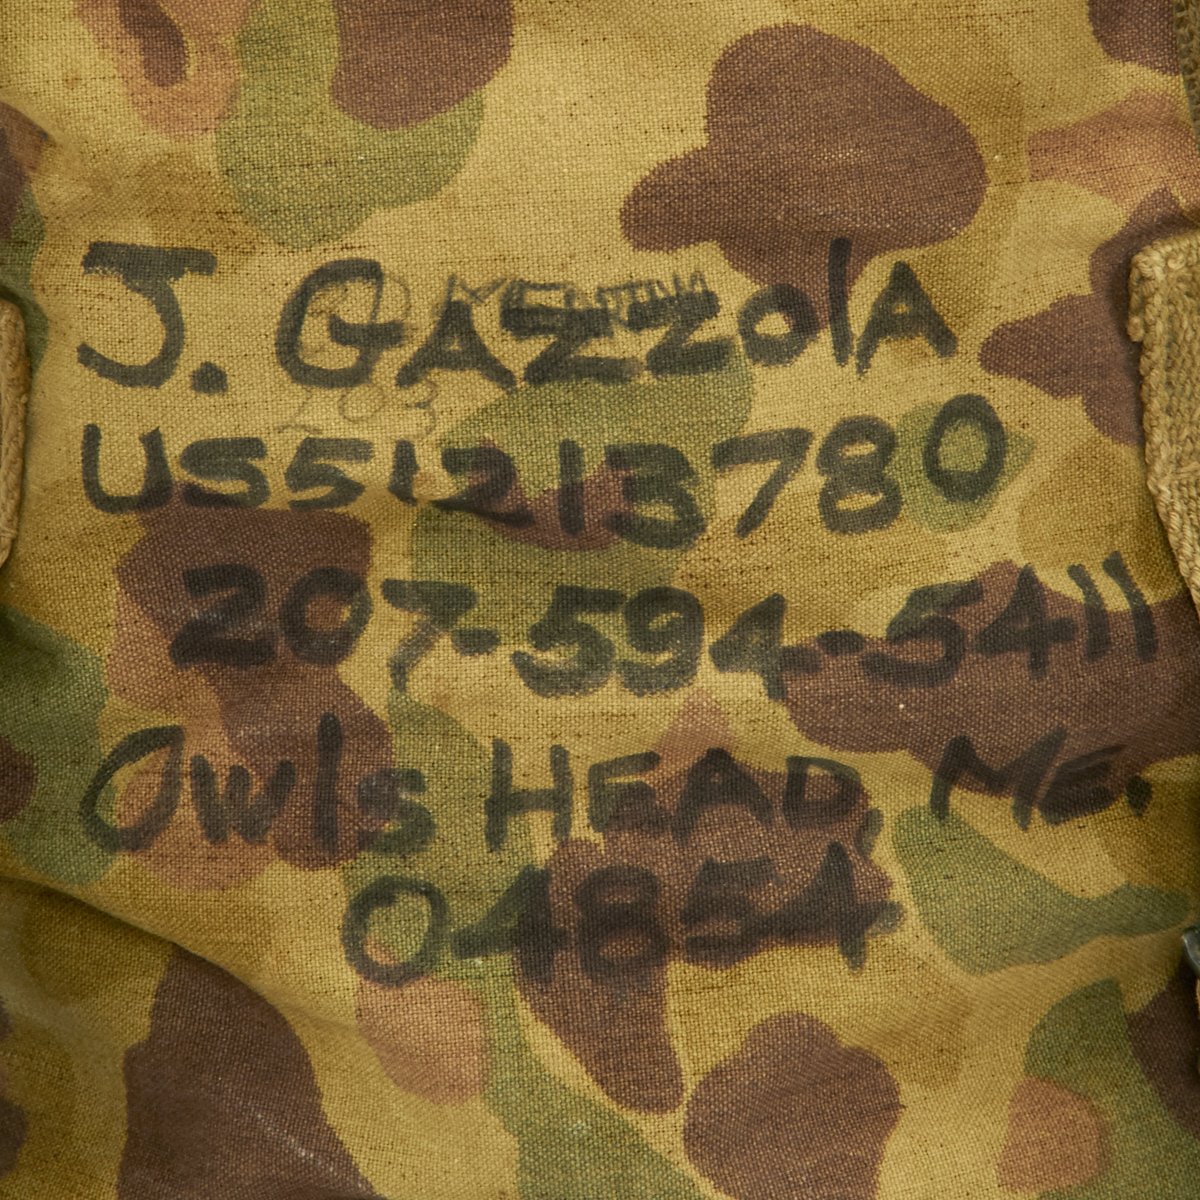 J. GAZZolA
US51213780
207-594-5411
Owls HEAD, ME.
04854